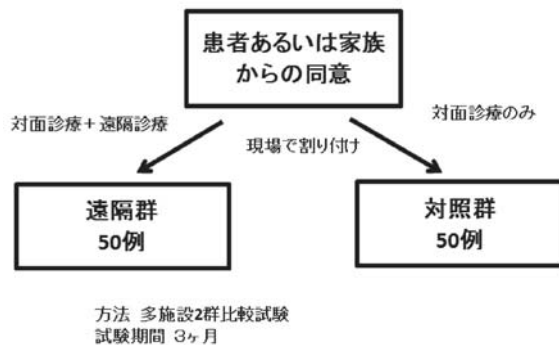 患者あるいは家族
からの同意
対面診療+遠隔診療
対面診療のみ
現場で割り付け
遠隔群
50例
対照群
50例
方法 多施設2群比較試験
試験期間 3ヶ月